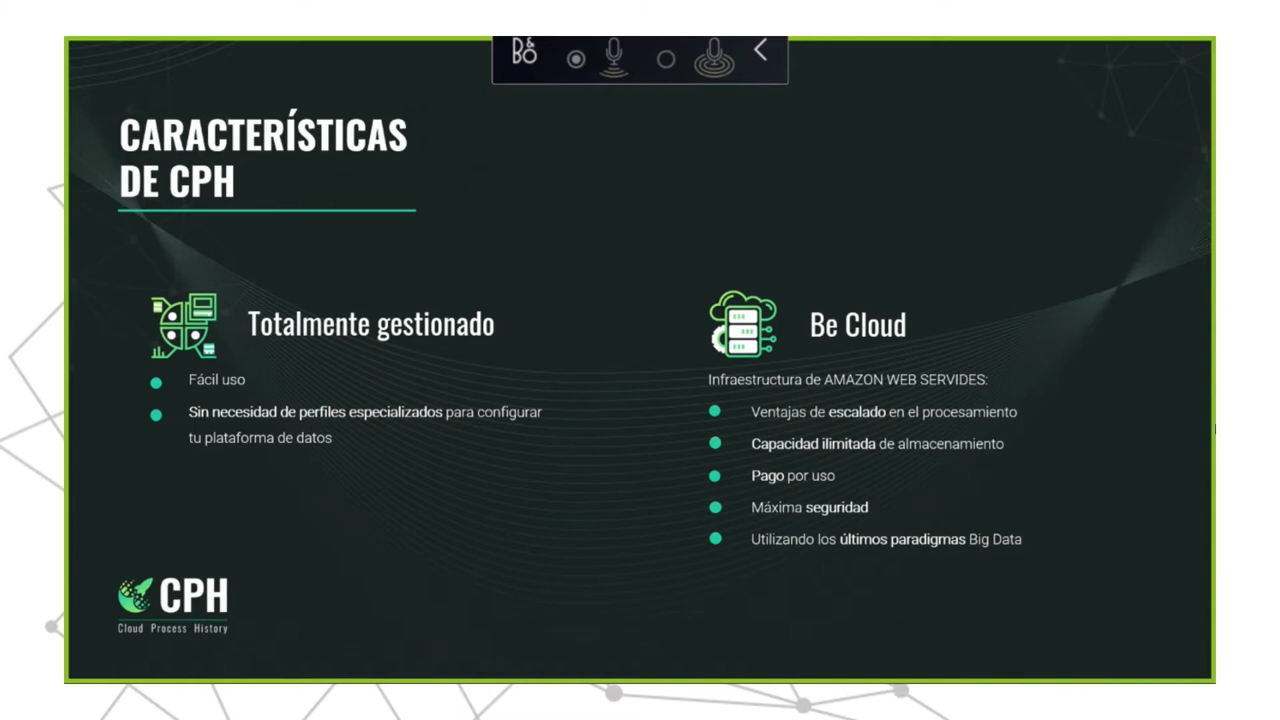 B&O
CARACTERÍSTICAS
DE CPH
Totalmente gestionado
Fácil uso
Sin necesidad de perfiles especializados para configurar
tu plataforma de datos
Be Cloud
Infraestructura de AMAZON WEB SERVIDES:
Ventajas de escalado en el procesamiento
Capacidad ilimitada de almacenamiento
Pago por uso
Máxima seguridad
Utilizando los últimos paradigmas Big Data
CPH
Cloud Process History